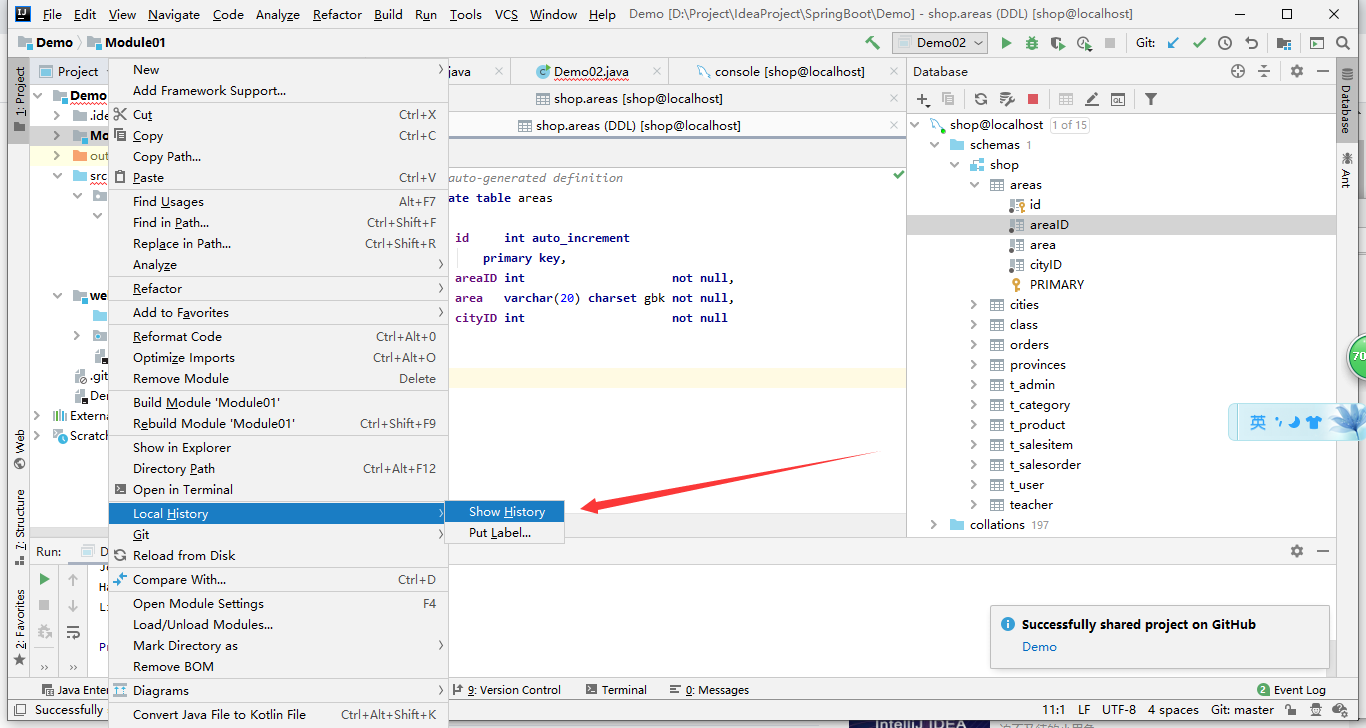 File Edit View Navigate Code Analyze Refactor Build Run Tools VCS Window Help Demo [D:\Project\IdeaProject\SpringBoot\Demo] - shop.areas (DDL) [shop@localhost]
Demo Module01 Demo02 Git:
1: Project
Project
New
Add Framework Support...
Cut Ctrl+X
Copy Ctrl+C
Copy Path...
Paste Ctrl+V
Find Usages Alt+F7
Find in Path... Ctrl+Shift+F
Replace in Path... Ctrl+Shift+R
Analyze
Refactor
Add to Favorites
Reformat Code Ctrl+Alt+0
Optimize Imports Ctrl+Alt+O
Remove Module Delete
Build Module 'Module01'
Rebuild Module 'Module01' Ctrl+Shift+F9
Show in Explorer
Directory Path Ctrl+Alt+F12
Open in Terminal
Local History
Git
Reload from Disk
Compare With... Ctrl+D
Open Module Settings F4
Load/Unload Modules...
Mark Directory as
Remove BOM
Diagrams
Convert Java File to Kotlin File Ctrl+Alt+Shift+K
Show History
Put Label...
Demo
.ide
Mo
out
src
we
.git
Der
Externa
Scratch
Web
7: Structure
2: Favorites
java Demo02.java console [shop@localhost]
shop.areas [shop@localhost]
shop.areas (DDL) [shop@localhost]
auto-generated definition
ate table areas
id int auto_increment
primary key,
areaID int not null,
area varchar(20) charset gbk not null,
cityID int not null
Database
shop@localhost 1 of 15
schemas 1
shop
areas
id
areaID
area
cityID
PRIMARY
cities
class
orders
provinces
t_admin
t_category
t_product
t_salesitem
t_salesorder
t_user
teacher
collations 197
Database
Ant
70
英
Run: D
Ha
Successfully shared project on GitHub
Demo
Java Enter 9: Version Control Terminal 0: Messages 2 Event Log
Successfully 11:1 LF UTF-8 4 spaces Git: master
IntelliJ IDEA